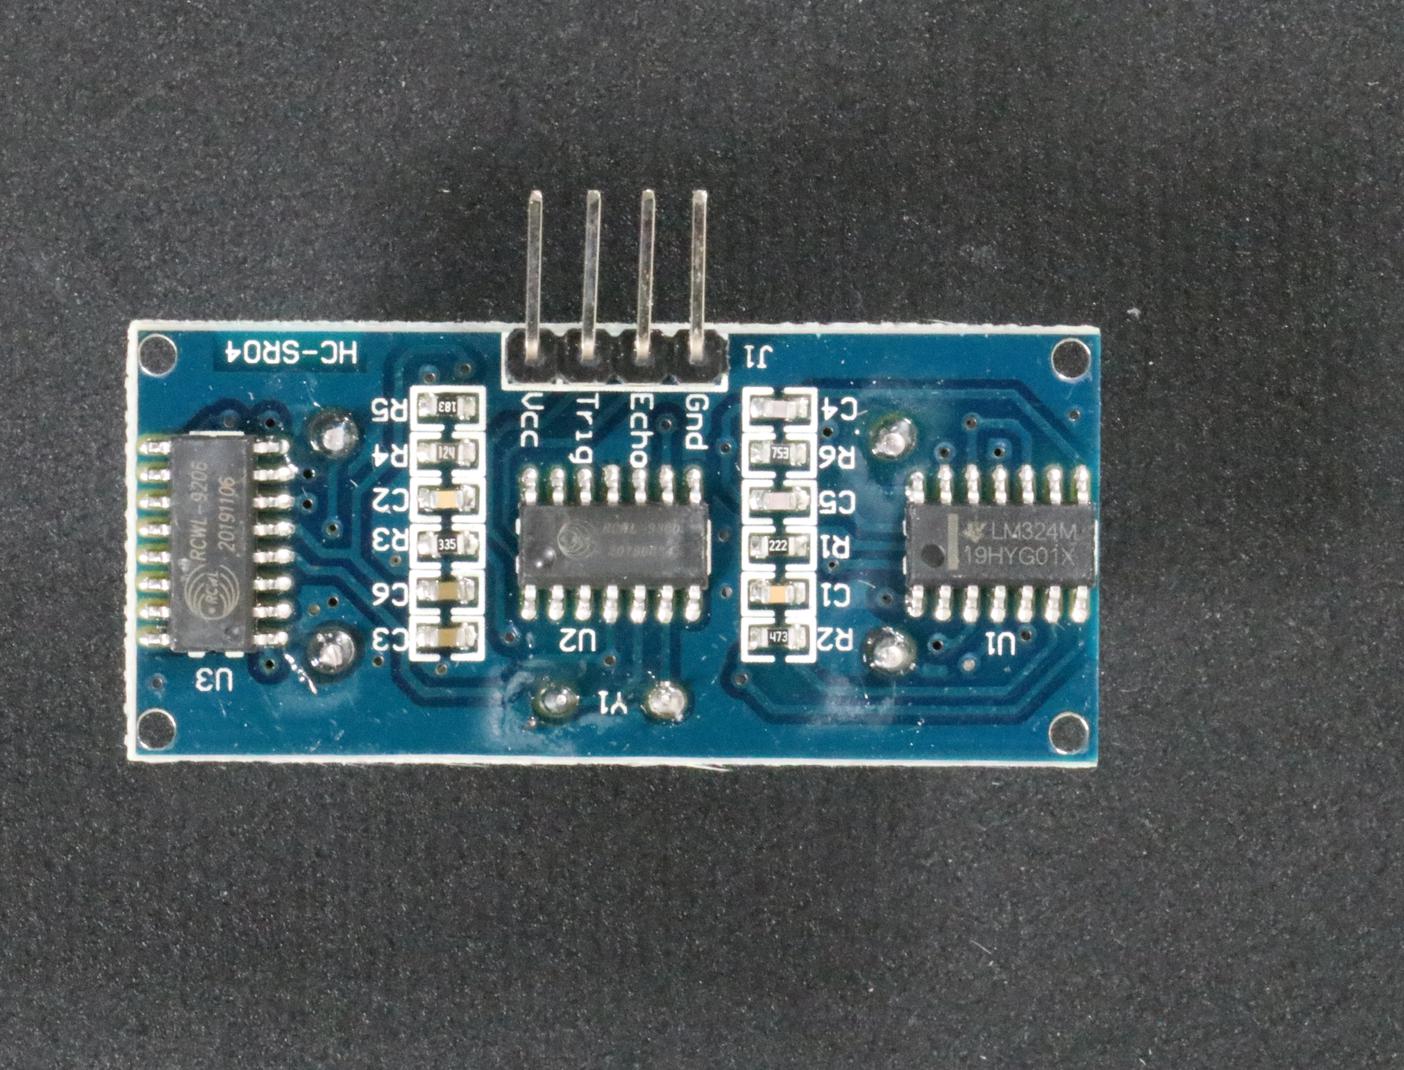 HC-SR04
J1
Vcc
Trig
Echo
Gnd
R5
183
R4
124
C2
R3
335
C6
C3
C4
R6
753
C5
R1
222
C1
R2
473
RCWL-9206
20191106
RCWL
U3
U2
Y1
LM324M
19HYG01X
U1